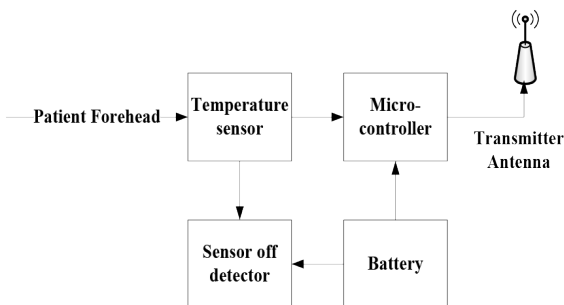 Patient Forehead
Temperature
sensor
Micro-
controller
Transmitter
Antenna
Sensor off
detector
Battery